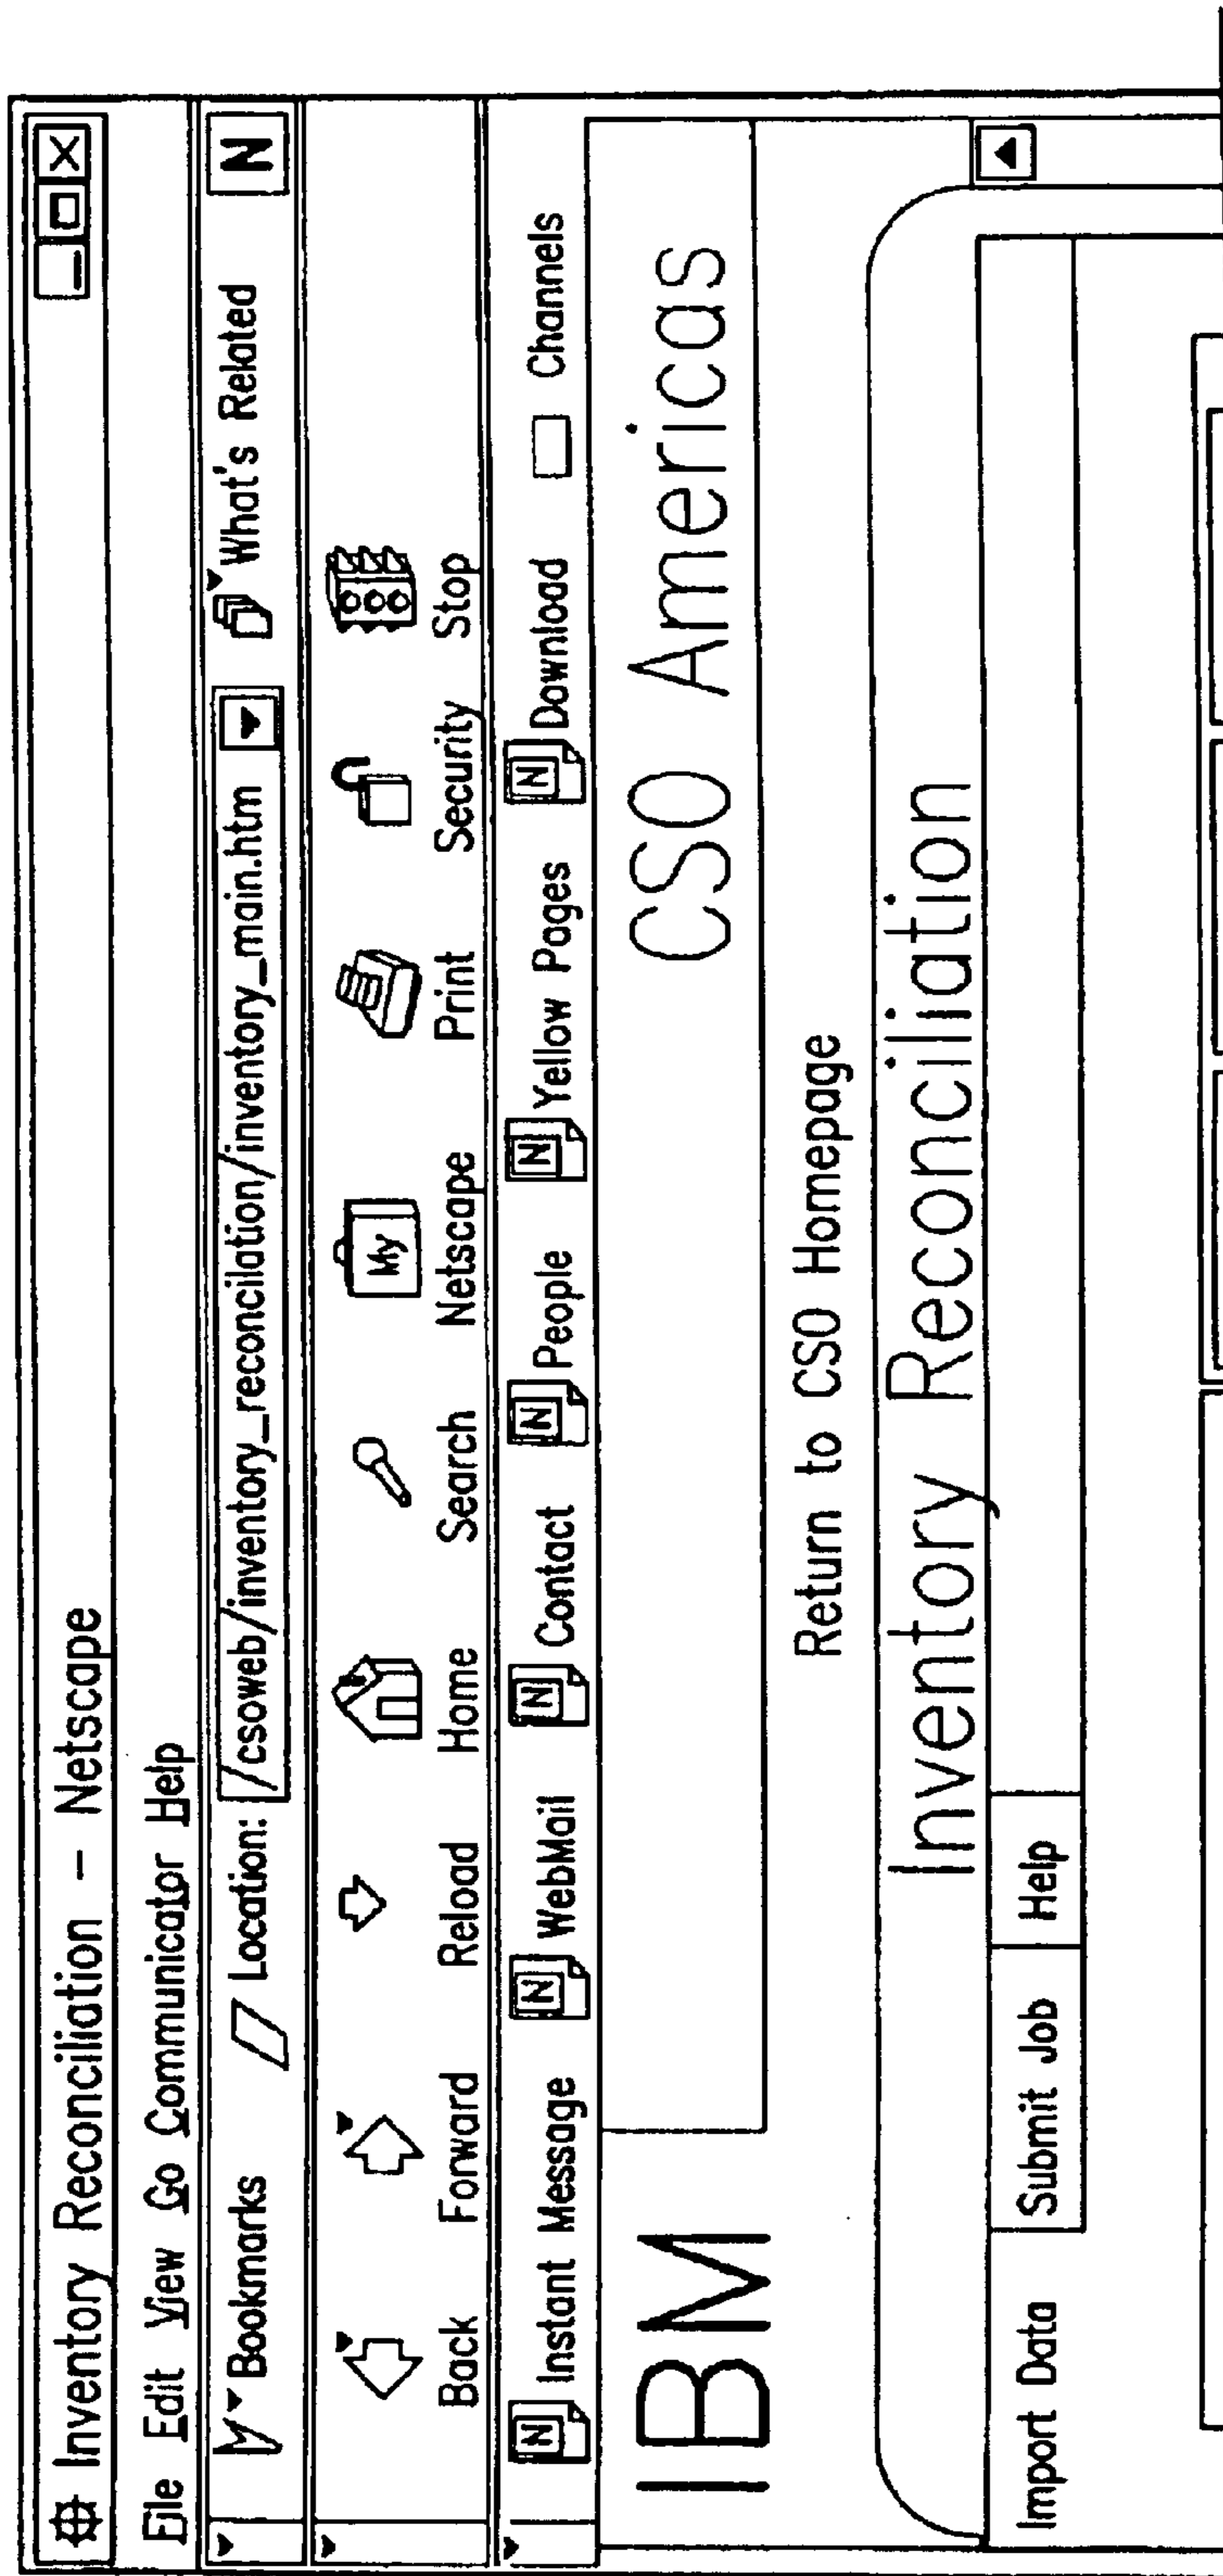 Inventory Reconciliation - Netscape
File Edit View Go Communicator Help
Bookmarks Location: /csoweb/inventory_reconcilation/inventory_main.htm What's Related N
My
Back Forward Reload Home Search Netscape Print Security Stop
N Instant Message N WebMail N Contact N People N Yellow Pages N Download Channels
IBM CSO Americas
Return to CSO Homepage
Inventory Reconciliation
Import Data Submit Job Help